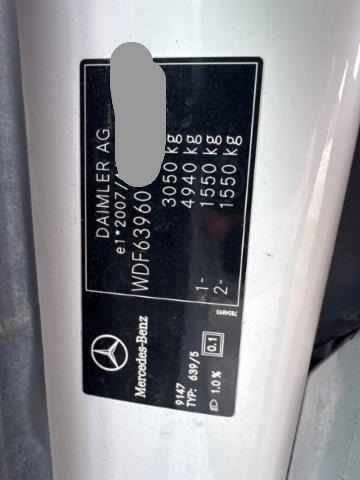 DAIMLER AG
e1*2007/
WDF63960
3050 kg
4940 kg
1- 1550 kg
2- 1550 kg
7854893
Mercedes-Benz
9147
TYP: 639/5
0.1
1.0 %